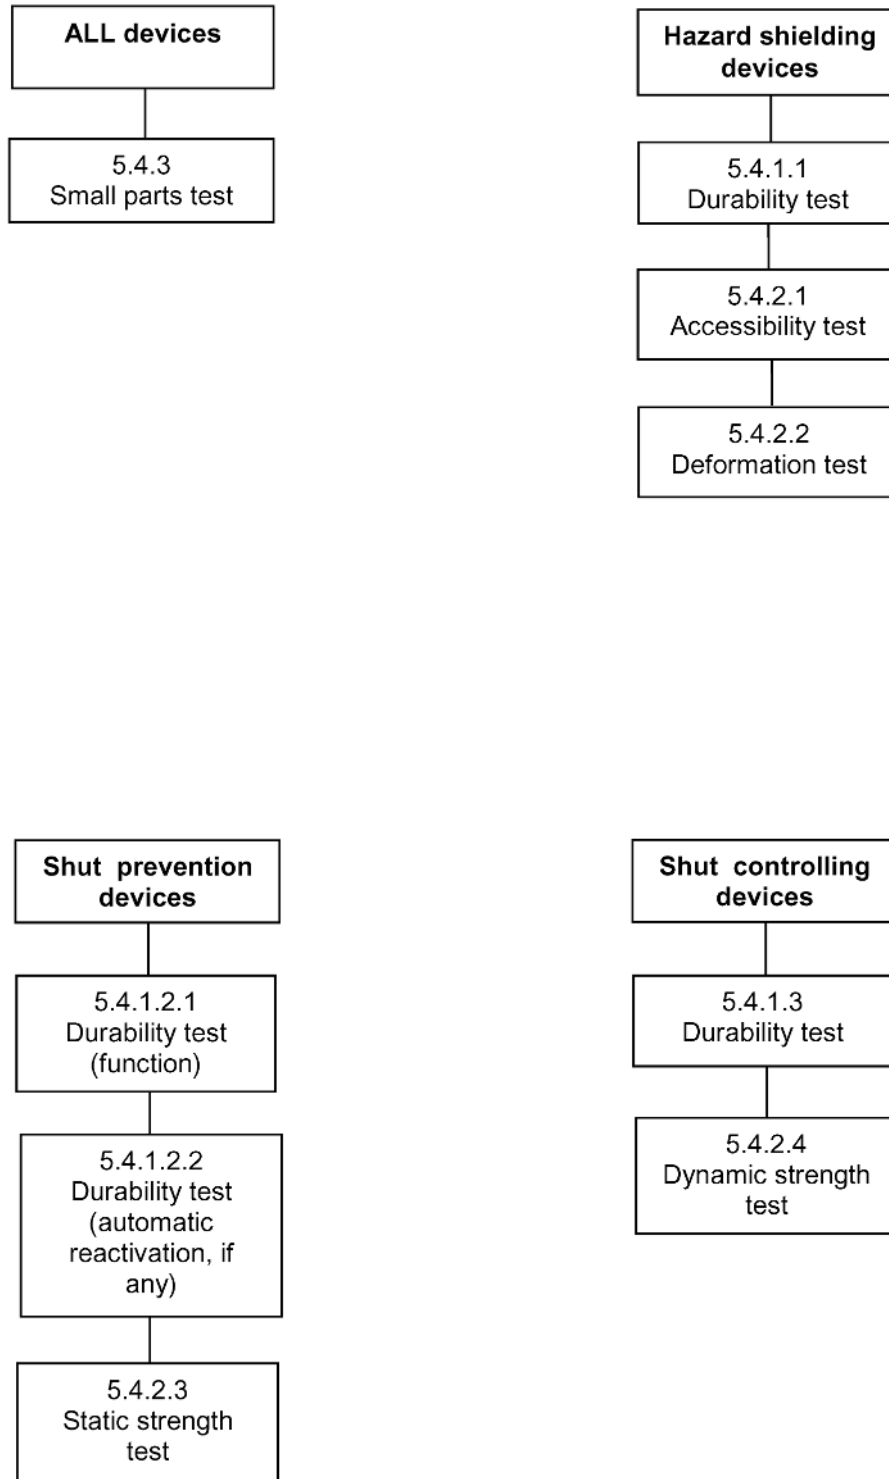 ALL devices
5.4.3
Small parts test
Hazard shielding
devices
5.4.1.1
Durability test
5.4.2.1
Accessibility test
5.4.2.2
Deformation test
Shut prevention
devices
5.4.1.2.1
Durability test
(function)
5.4.1.2.2
Durability test
(automatic
reactivation, if
any)
5.4.2.3
Static strength
test
Shut controlling
devices
5.4.1.3
Durability test
5.4.2.4
Dynamic strength
test